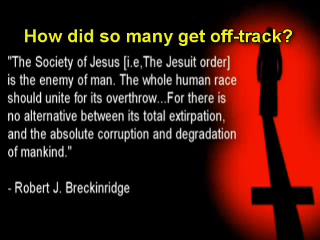 How did so many get off-track?
"The Society of Jesus [i.e,The Jesuit order]
is the enemy of man. The whole human race
should unite for its overthrow...For there is
no alternative between its total extirpation,
and the absolute corruption and degradation
of mankind."
- Robert J. Breckinridge